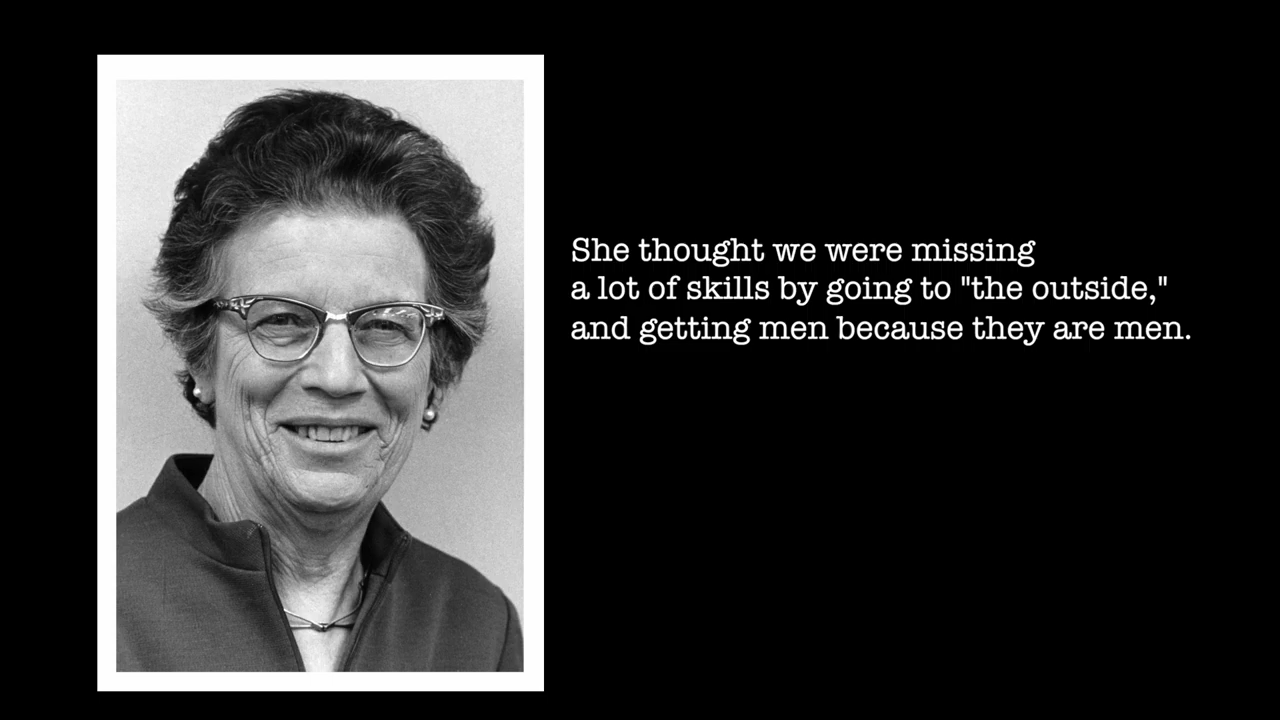 She thought we were missing
a lot of skills by going to "the outside,"
and getting men because they are men.